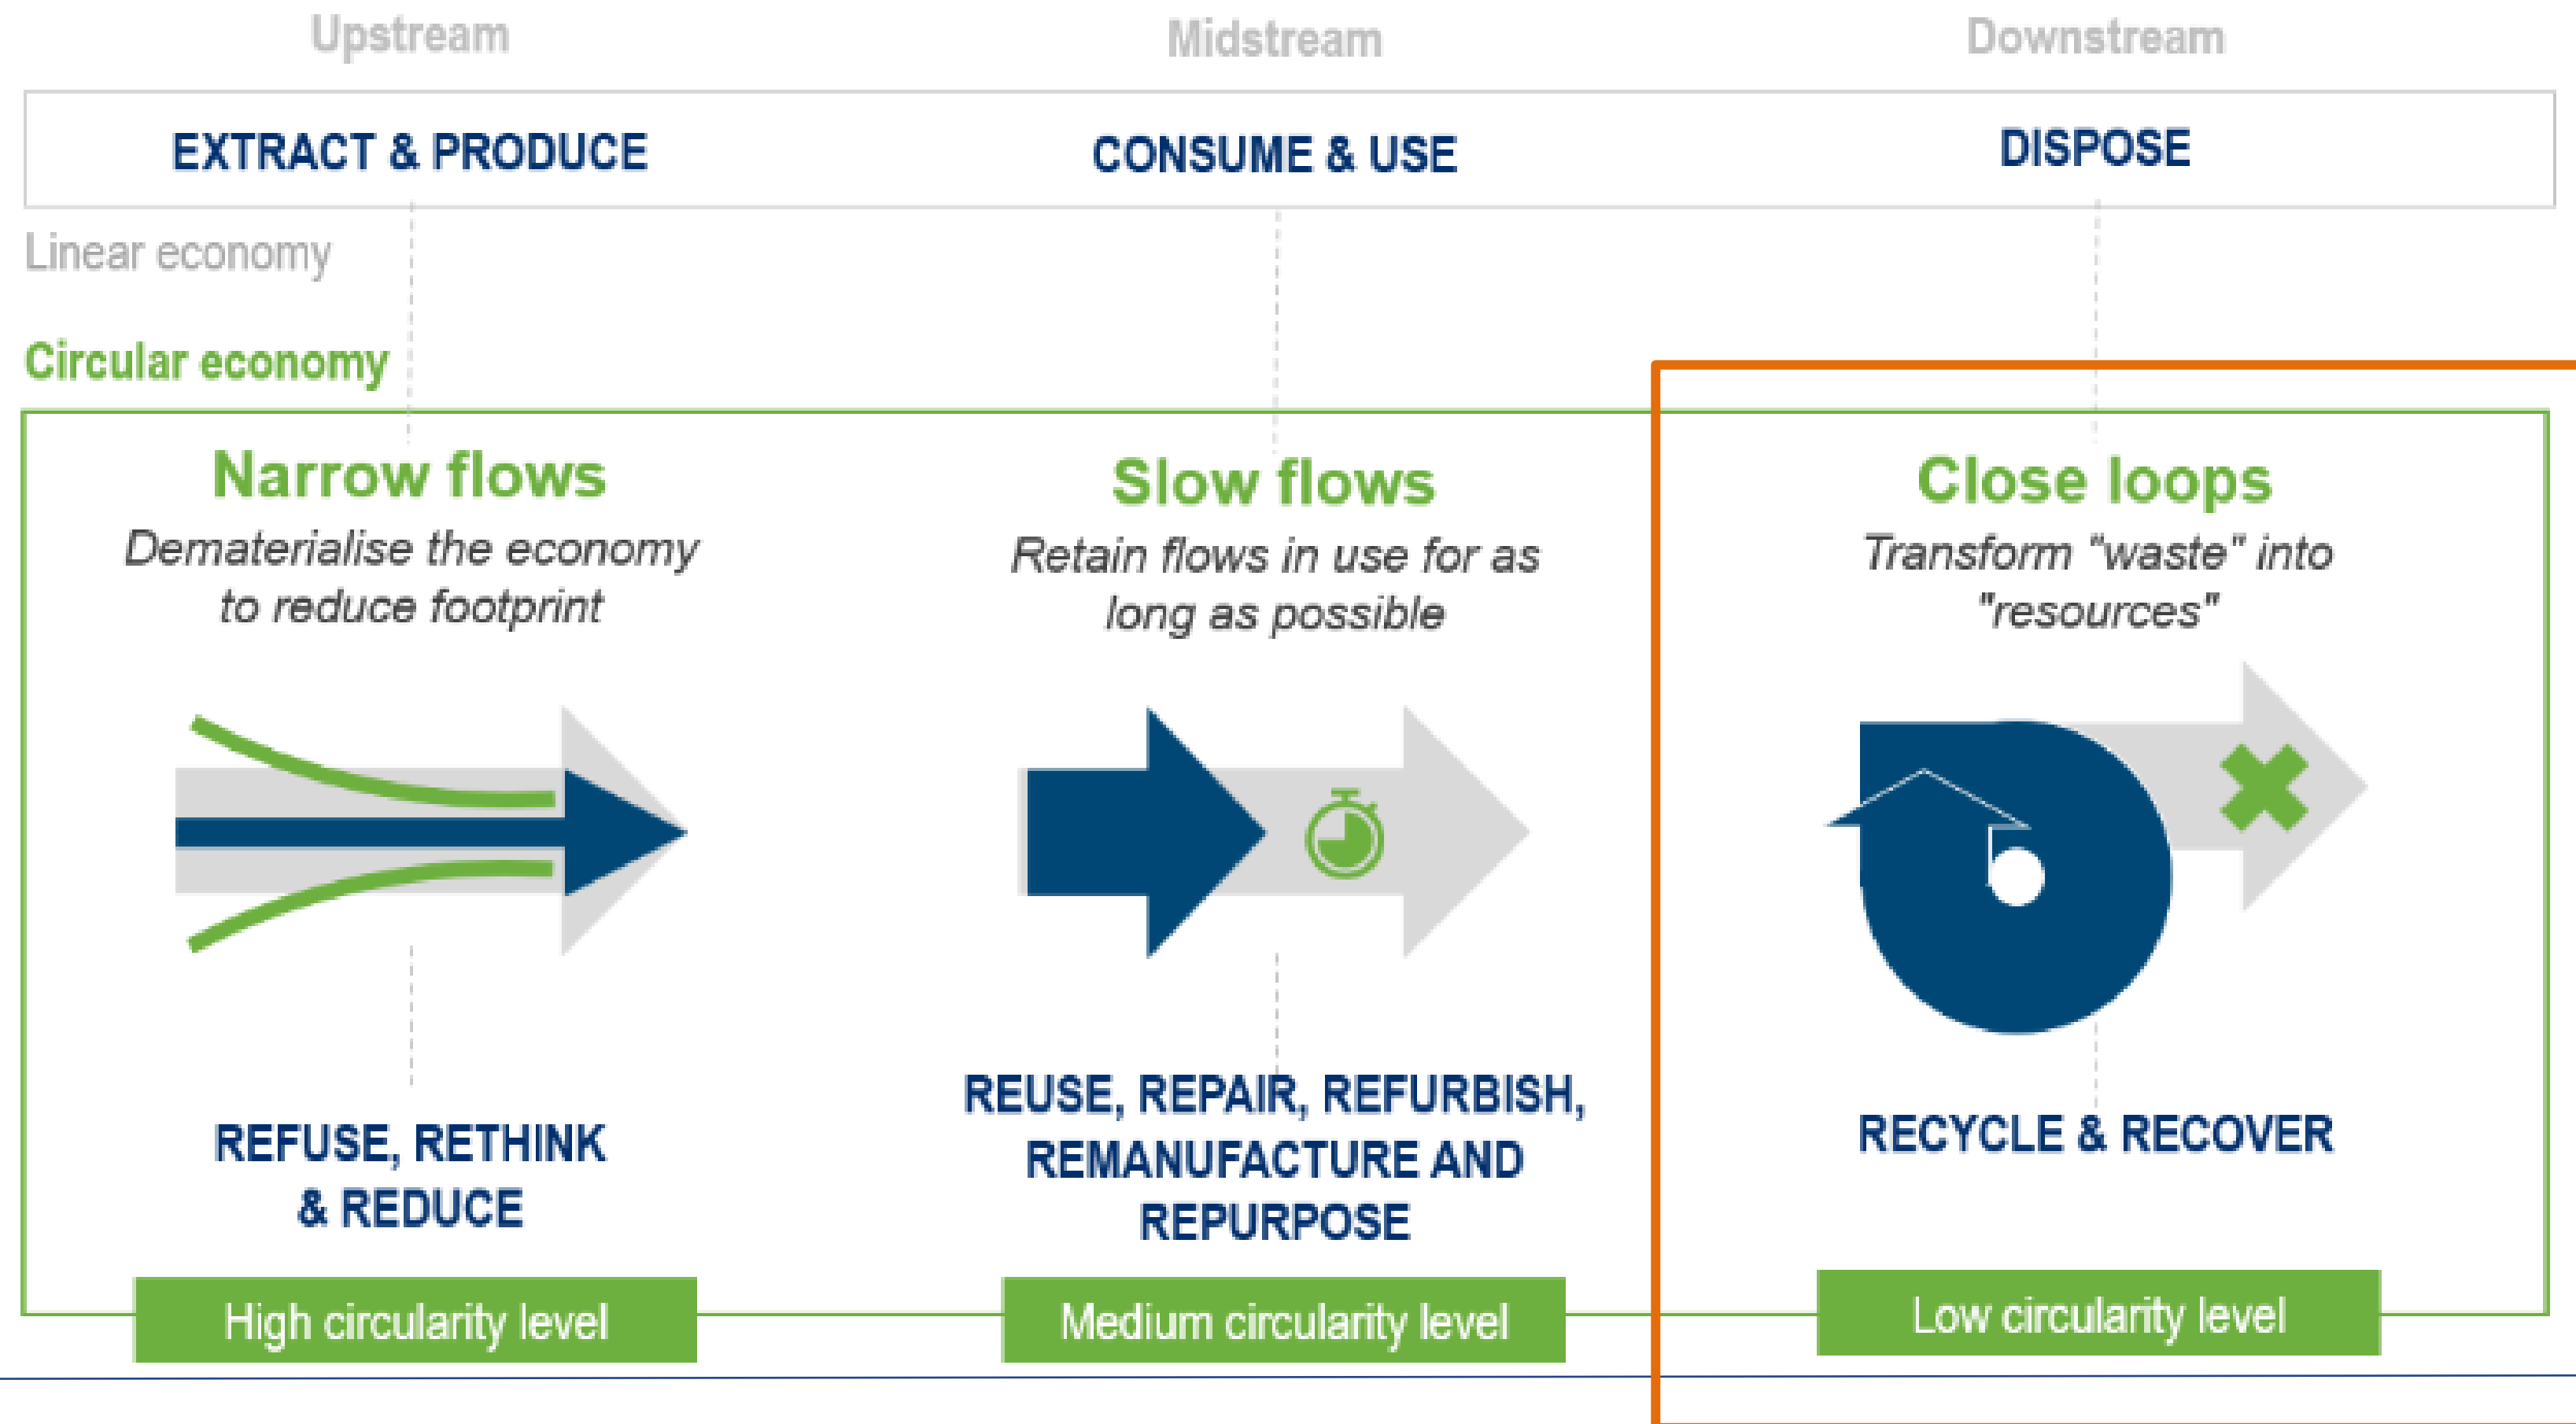 Upstream
Midstream
Downstream
EXTRACT & PRODUCE
CONSUME & USE
DISPOSE
Linear economy
Circular economy
Narrow flows
Dematerialise the economy
to reduce footprint
Slow flows
Retain flows in use for as
long as possible
Close loops
Transform "waste" into
"resources"
REFUSE, RETHINK
& REDUCE
REUSE, REPAIR, REFURBISH,
REMANUFACTURE AND
REPURPOSE
RECYCLE & RECOVER
High circularity level
Medium circularity level
Low circularity level